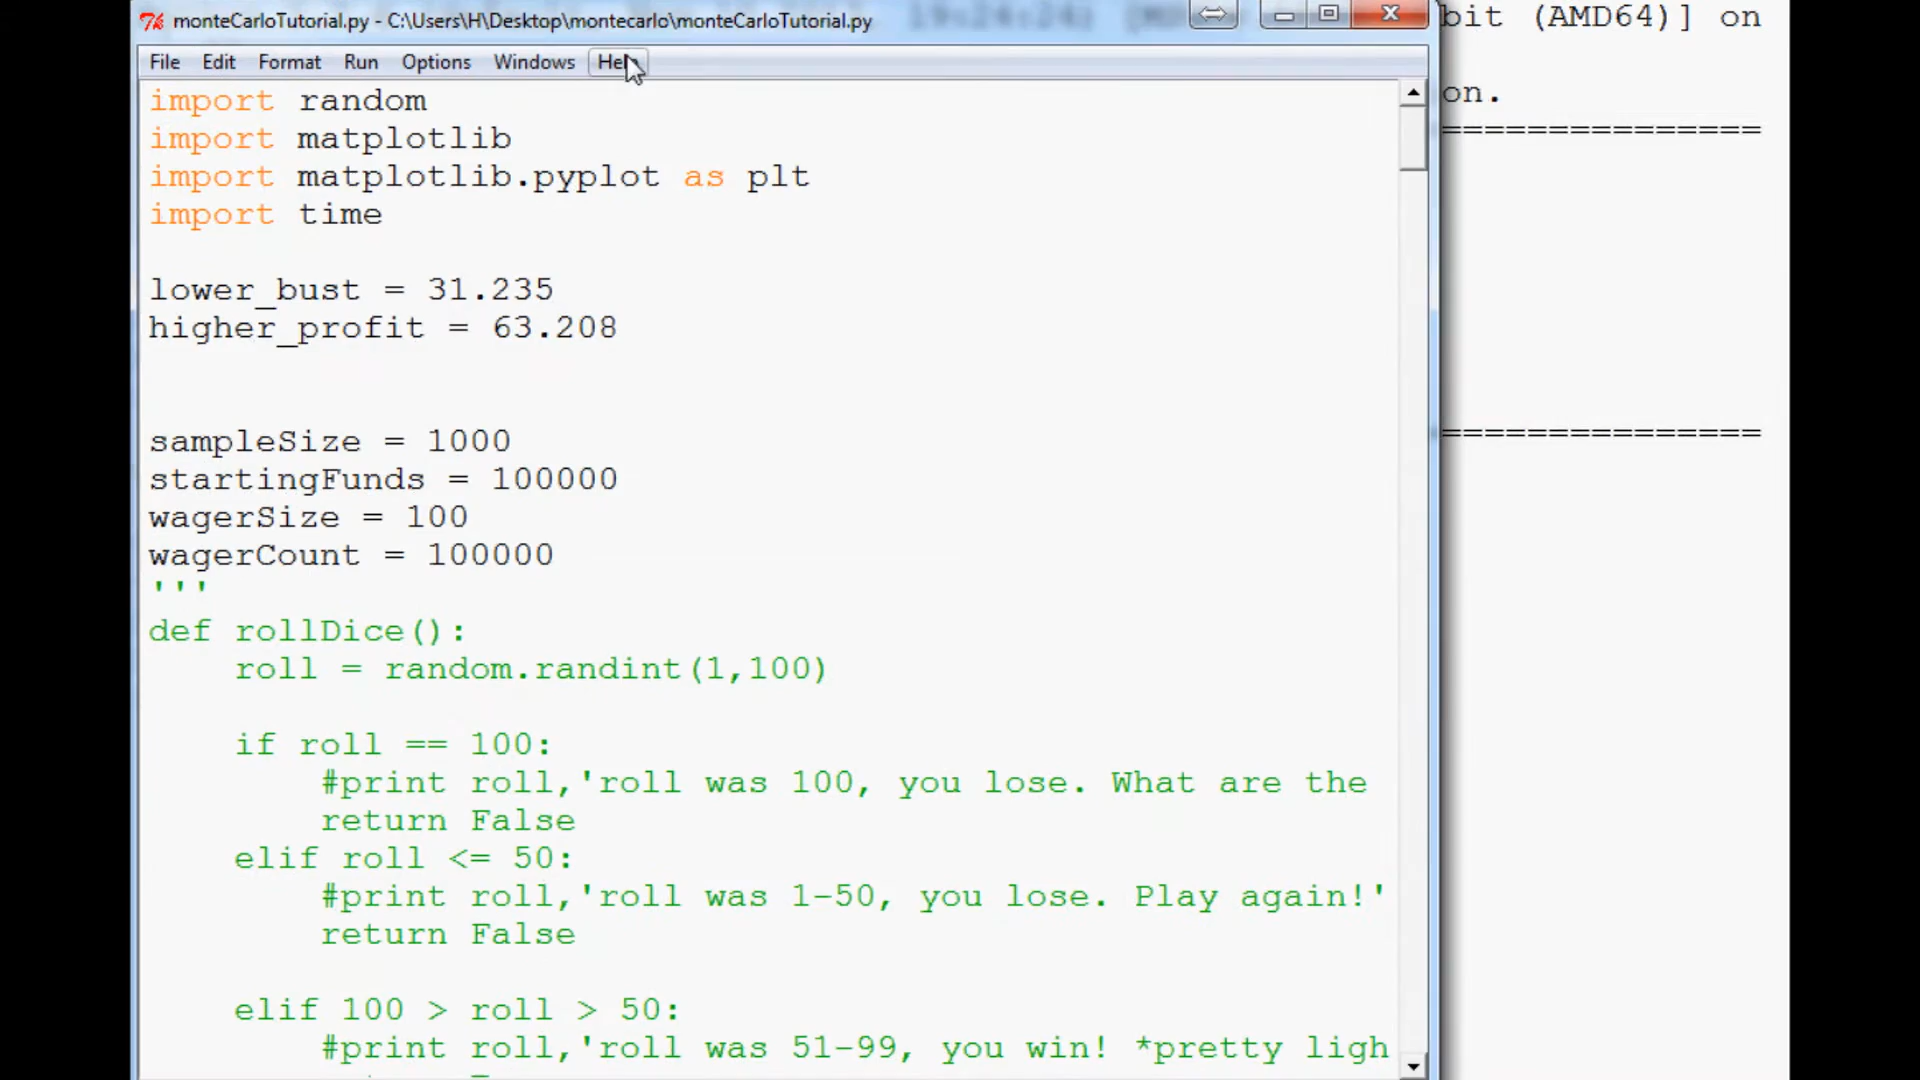 monteCarloTutorial.py - C:\Users\H\Desktop\montecarlo\monteCarloTutorial.py
bit (AMD64)] on
File Edit Format Run Options Windows Help
on.
===============
===============
import random
import matplotlib
import matplotlib.pyplot as plt
import time
lower_bust = 31.235
higher_profit = 63.208
sampleSize = 1000
startingFunds = 100000
wagerSize = 100
wagerCount = 100000
'''
def rollDice():
    roll = random.randint(1,100)
    if roll == 100:
        #print roll,'roll was 100, you lose. What are the
        return False
    elif roll <= 50:
        #print roll,'roll was 1-50, you lose. Play again!'
        return False
    elif 100 > roll > 50:
        #print roll,'roll was 51-99, you win! *pretty ligh